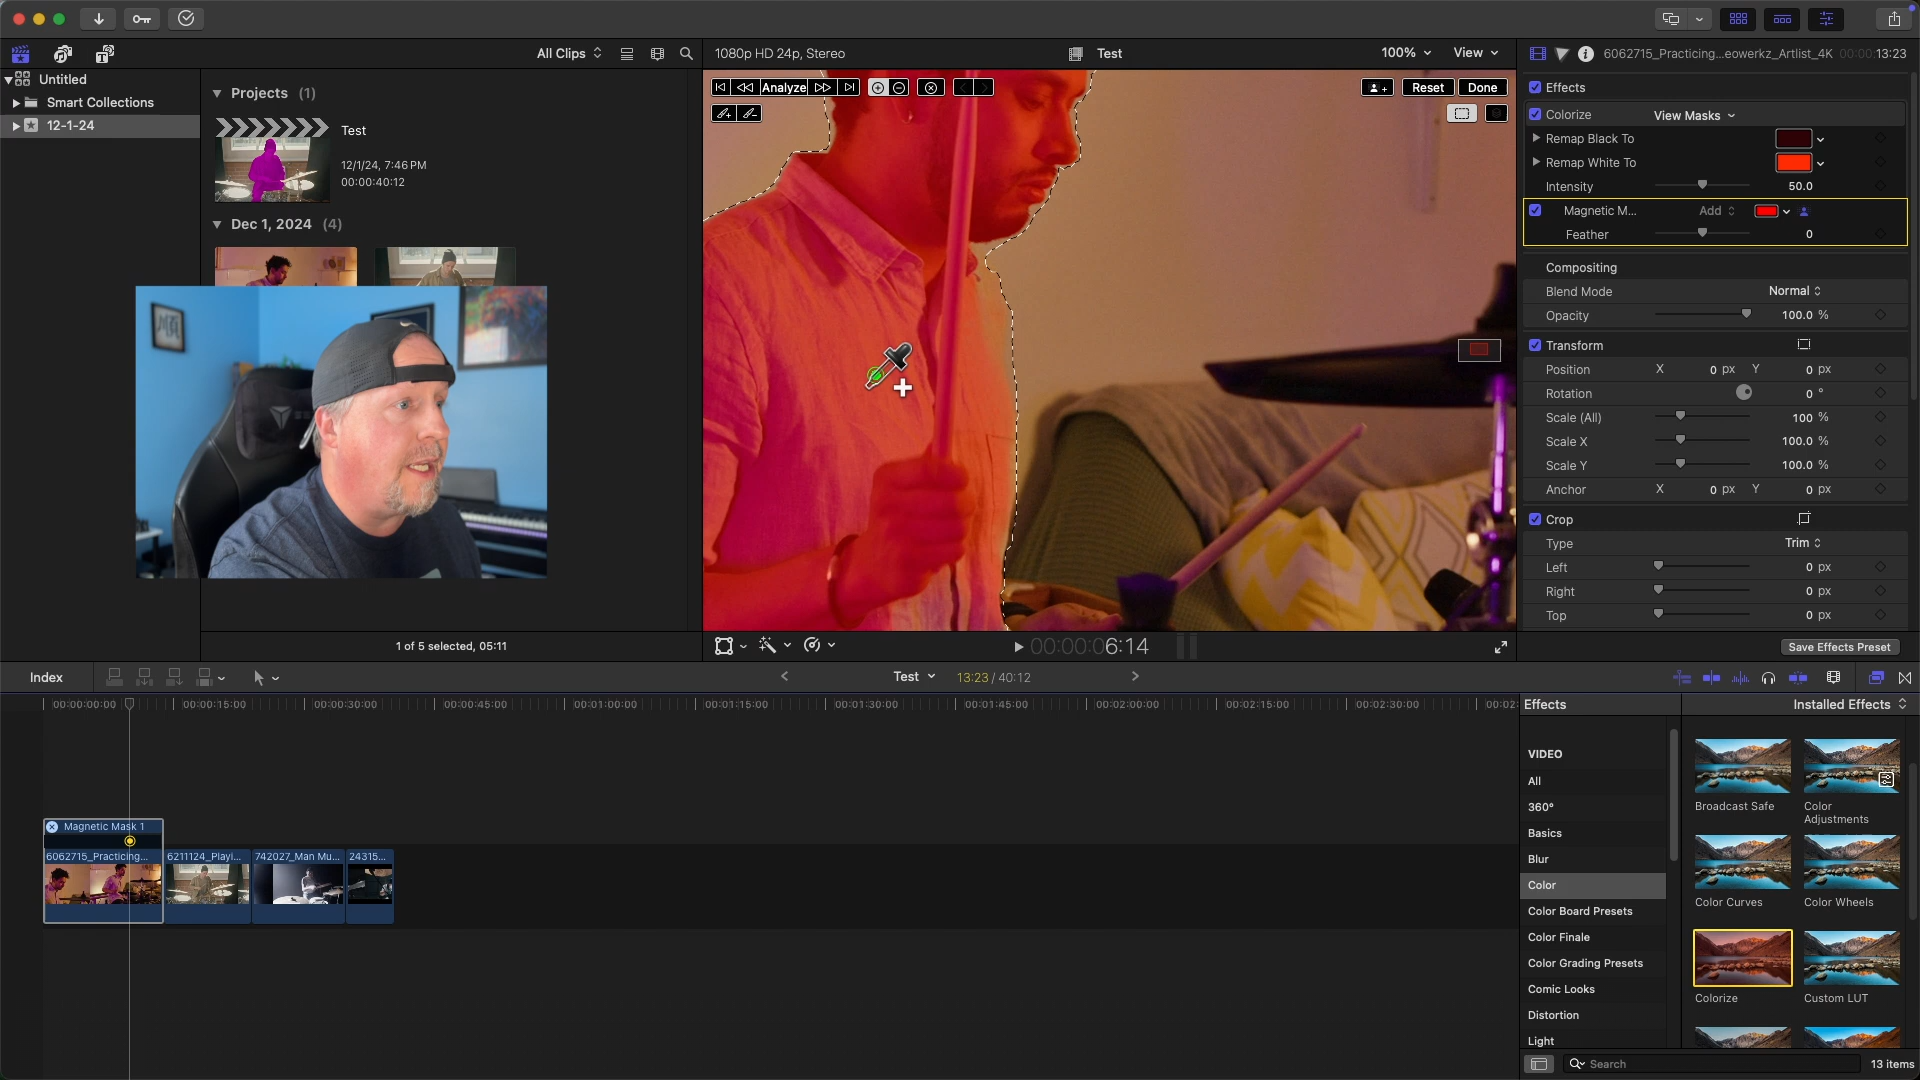 All Clips
1080p HD 24p, Stereo
Test
100%
View
6062715_Practicing...eowerkz_Artlist_4K
00:00:13:23
Untitled
Smart Collections
12-1-24
Projects (1)
Test
12/1/24, 7:46 PM
00:00:40:12
Dec 1, 2024 (4)
1 of 5 selected, 05:11
Analyze
Reset
Done
00:00:06:14
Effects
Colorize
View Masks
Remap Black To
Remap White To
Intensity
50.0
Magnetic M...
Add
Feather
0
Compositing
Blend Mode
Normal
Opacity
100.0 %
Transform
Position
X
0 px
Y
0 px
Rotation
0 °
Scale (All)
100 %
Scale X
100.0 %
Scale Y
100.0 %
Anchor
X
0 px
Y
0 px
Crop
Type
Trim
Left
0 px
Right
0 px
Top
0 px
Save Effects Preset
Index
Test
13:23 / 40:12
00:00:00:00
00:00:15:00
00:00:30:00
00:00:45:00
00:01:00:00
00:01:15:00
00:01:30:00
00:01:45:00
00:02:00:00
00:02:15:00
00:02:30:00
00:02:
Magnetic Mask 1
6062715_Practicing...
6211124_Playi...
742027_Man Mu...
24315...
Effects
Installed Effects
VIDEO
All
360°
Basics
Blur
Color
Color Board Presets
Color Finale
Color Grading Presets
Comic Looks
Distortion
Light
Broadcast Safe
Color
Adjustments
Color Curves
Color Wheels
Colorize
Custom LUT
Search
13 items